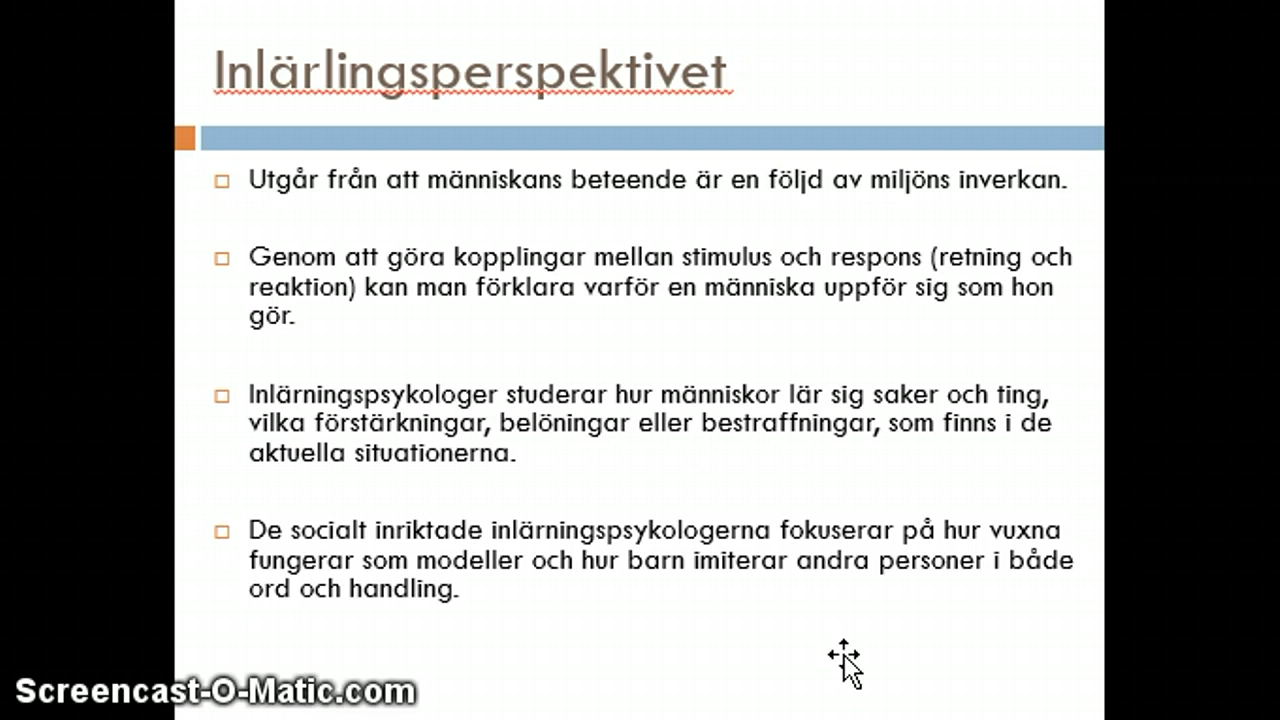 Inlärlingsperspektivet
Utgår från att människans beteende är en följd av miljöns inverkan.
Genom att göra kopplingar mellan stimulus och respons (retning och
reaktion) kan man förklara varför en människa uppför sig som hon
gör.
Inlärningspsykologer studerar hur människor lär sig saker och ting,
vilka förstärkningar, belöningar eller bestraffningar, som finns i de
aktuella situationerna.
De socialt inriktade inlärningspsykologerna fokuserar på hur vuxna
fungerar som modeller och hur barn imiterar andra personer i både
ord och handling.
Screencast-O-Matic.com